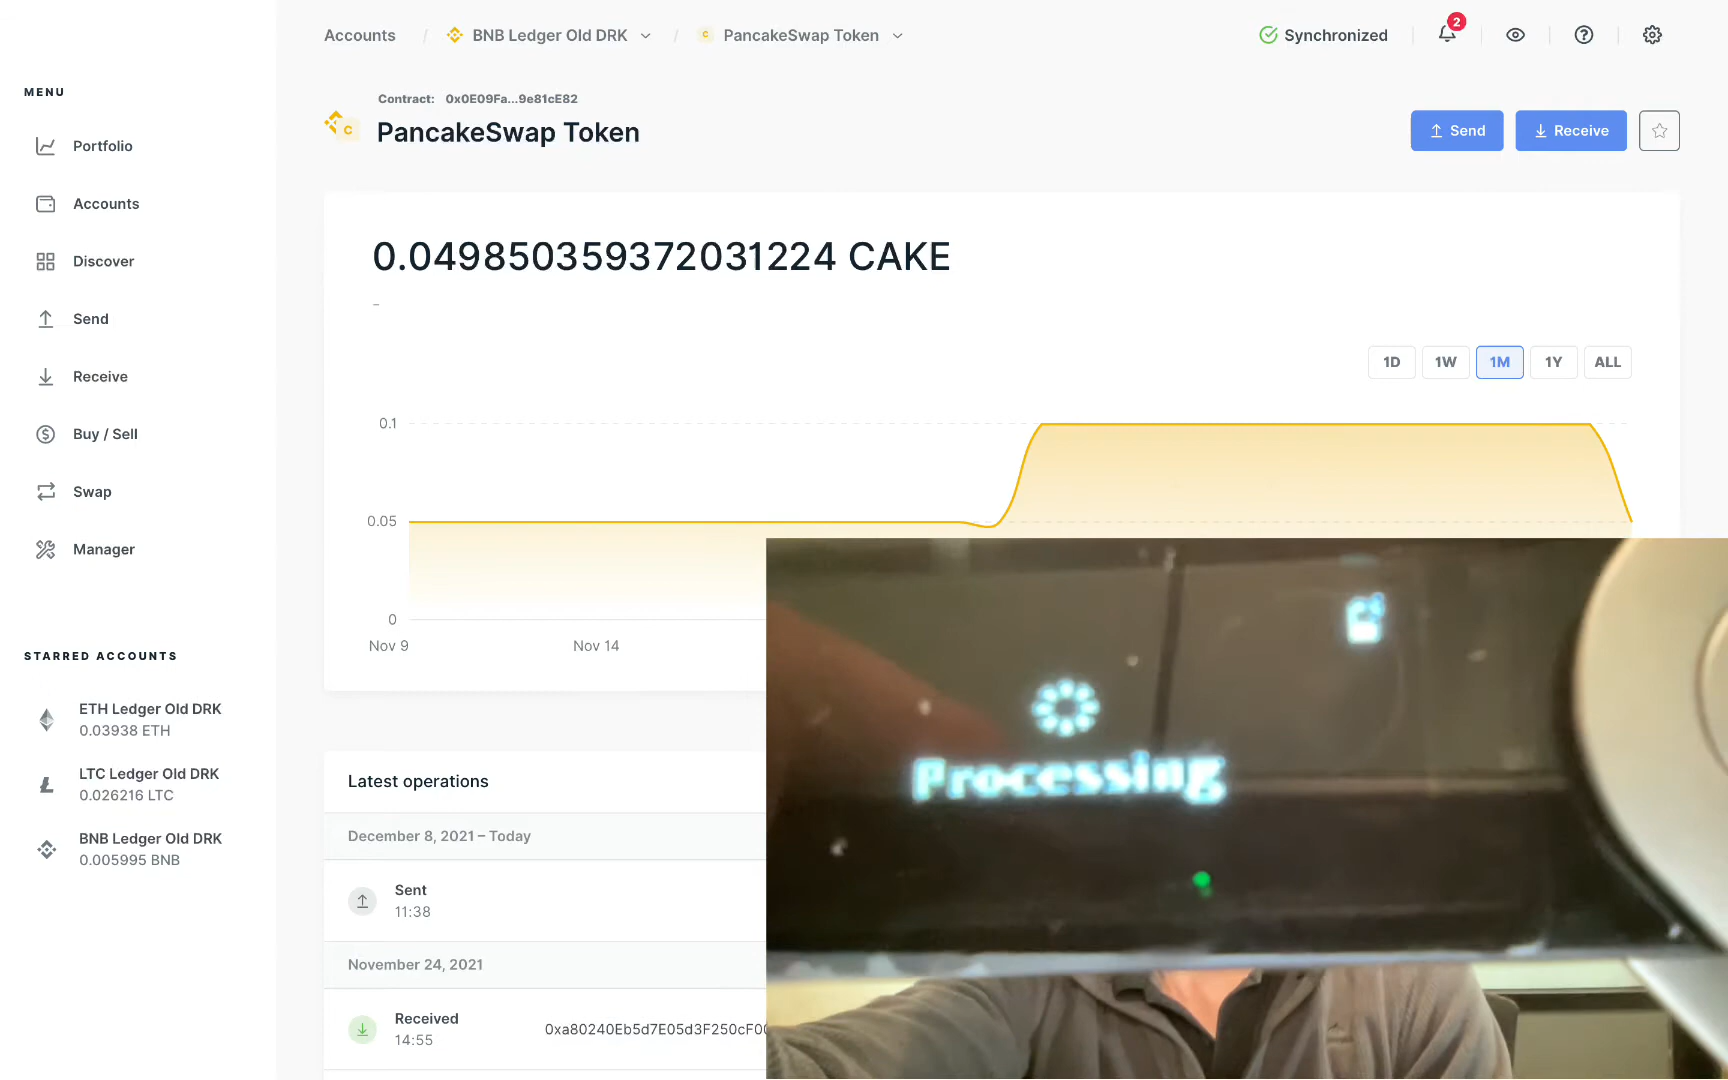 Accounts / BNB Ledger Old DRK / C PancakeSwap Token
Synchronized
2
MENU
Portfolio
Accounts
Discover
Send
Receive
Buy / Sell
Swap
Manager
STARRED ACCOUNTS
ETH Ledger Old DRK
0.03938 ETH
LTC Ledger Old DRK
0.026216 LTC
BNB Ledger Old DRK
0.005995 BNB
Contract: 0x0E09Fa...9e81cE82
C
PancakeSwap Token
Send
Receive
0.049850359372031224 CAKE
-
1D 1W 1M 1Y ALL
0.1
0.05
0
Nov 9 Nov 14
Latest operations
December 8, 2021 – Today
Sent
11:38
November 24, 2021
Received
14:55
0xa80240Eb5d7E05d3F250cF00
Processing